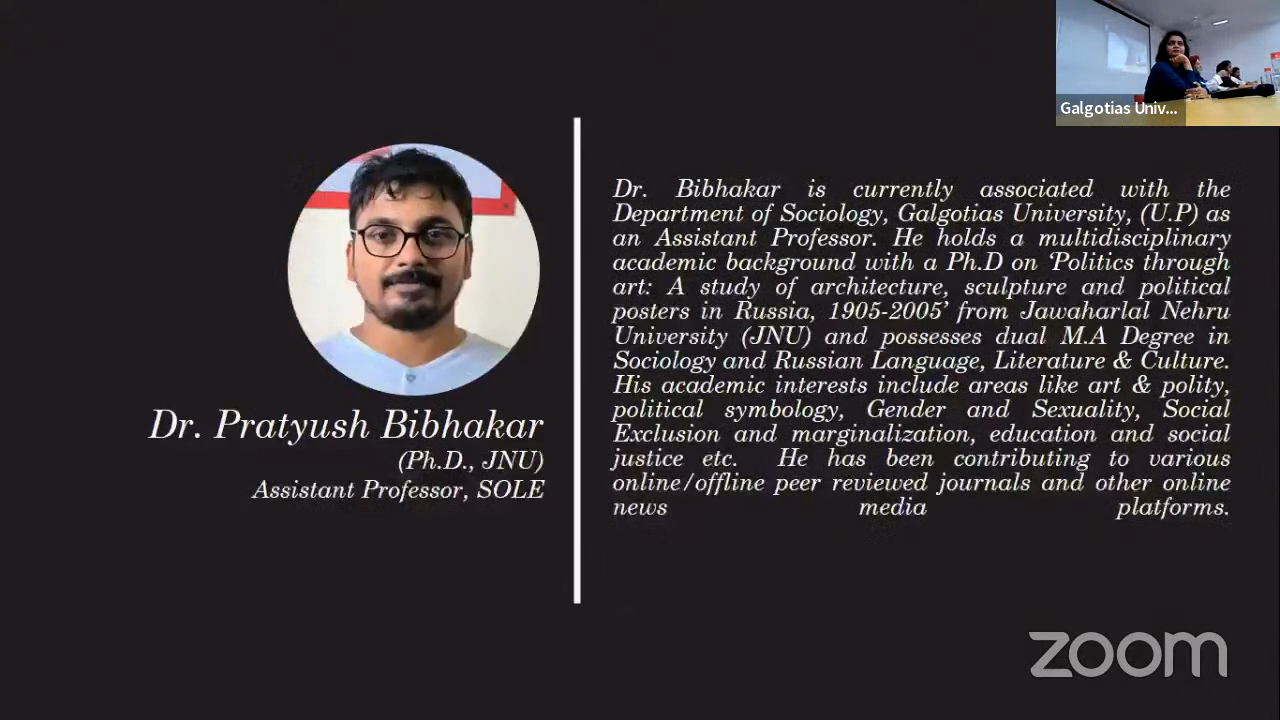 Galgotias Univ...
Dr. Bibhakar is currently associated with the
Department of Sociology, Galgotias University, (U.P) as
an Assistant Professor. He holds a multidisciplinary
academic background with a Ph.D on ‘Politics through
art: A study of architecture, sculpture and political
posters in Russia, 1905-2005’ from Jawaharlal Nehru
University (JNU) and possesses dual M.A Degree in
Sociology and Russian Language, Literature & Culture.
His academic interests include areas like art & polity,
political symbology, Gender and Sexuality, Social
Exclusion and marginalization, education and social
justice etc. He has been contributing to various
online/offline peer reviewed journals and other online
news media platforms.
Dr. Pratyush Bibhakar
(Ph.D., JNU)
Assistant Professor, SOLE
zoom